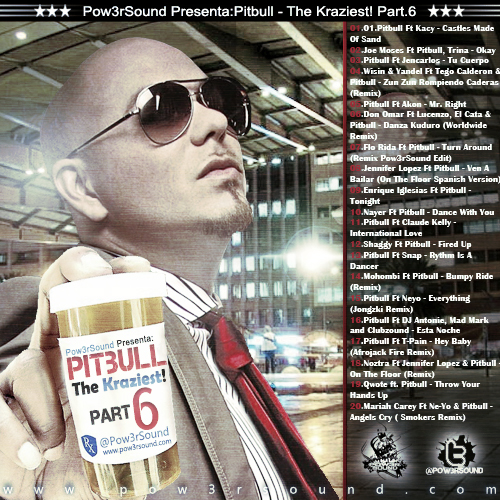 ★★★ Pow3rSound Presenta:Pitbull - The Kraziest! Part.6 ★★★
01.01.Pitbull Ft Kacy - Castles Made
Of Sand
02.Joe Moses Ft Pitbull, Trina - Okay
03.Pitbull Ft Jencarlos - Tu Cuerpo
04.Wisin & Yandel Ft Tego Calderon &
Pitbull - Zun Zun Rompiendo Caderas
(Remix)
05.Pitbull Ft Akon - Mr. Right
06.Don Omar Ft Lucenzo, El Cata &
Pitbull - Danza Kuduro (Worldwide
Remix)
07.Flo Rida Ft Pitbull - Turn Around
(Remix Pow3rSound Edit)
08.Jennifer Lopez Ft Pitbull - Ven A
Bailar (On The Floor Spanish Version)
09.Enrique Iglesias Ft Pitbull -
Tonight
10.Nayer Ft Pitbull - Dance With You
11.Pitbull Ft Claude Kelly -
International Love
12.Shaggy Ft Pitbull - Fired Up
13.Pitbull Ft Snap - Rythm Is A
Dancer
14.Mohombi Ft Pitbull - Bumpy Ride
(Remix)
15.Pitbull Ft Neyo - Everything
(Jongzki Remix)
16.Pitbull Ft DJ Antonie, Mad Mark
and Clubzound - Esta Noche
17.Pitbull Ft T-Pain - Hey Baby
(Afrojack Fire Remix)
18.Noztra Ft Jennifer Lopez & Pitbull -
On The Floor (Remix)
19.Qwote ft. Pitbull - Throw Your
Hands Up
20.Mariah Carey Ft Ne-Yo & Pitbull -
Angels Cry ( Smokers Remix)
Pow3rSound Presenta:
PITBULL
The Kraziest!
PART 6
Rx
@Pow3rSound
www.pow3rsound.com
@POW3RSOUND
www.pow3rsound.com